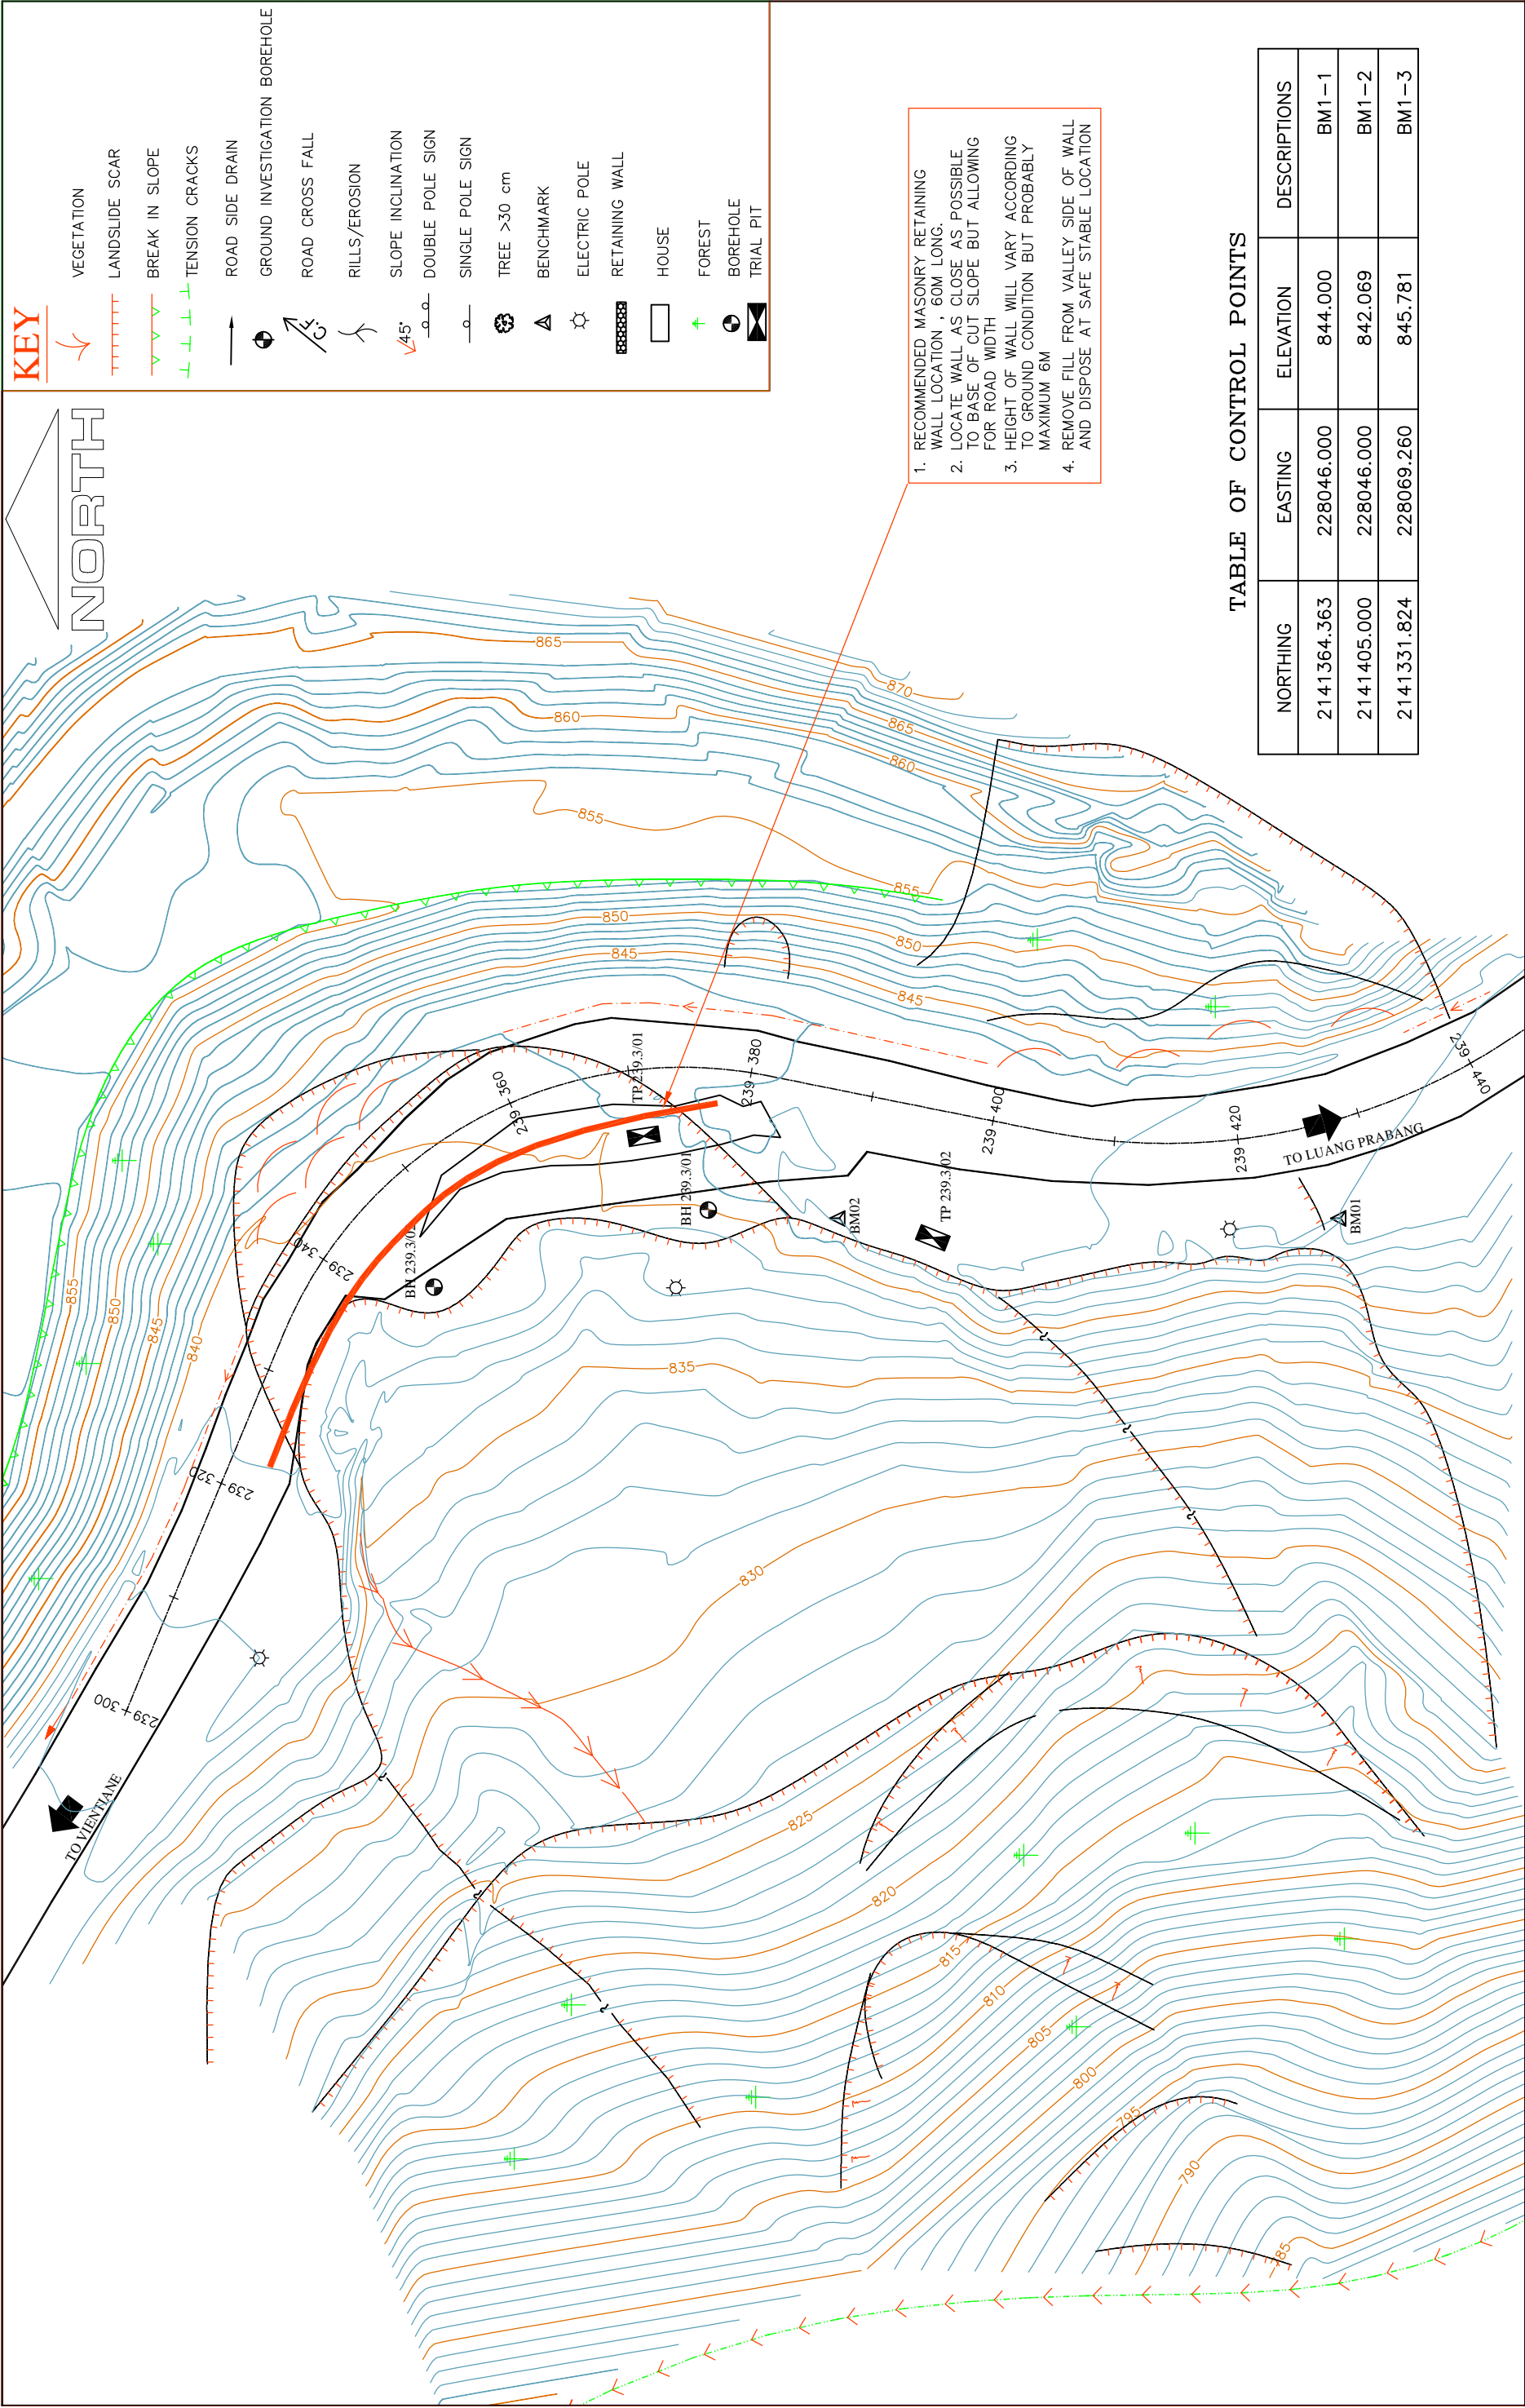 KEY
VEGETATION
LANDSLIDE SCAR
BREAK IN SLOPE
TENSION CRACKS
ROAD SIDE DRAIN
GROUND INVESTIGATION BOREHOLE
CF
ROAD CROSS FALL
RILLS/EROSION
45°
SLOPE INCLINATION
DOUBLE POLE SIGN
SINGLE POLE SIGN
TREE >30 cm
BENCHMARK
ELECTRIC POLE
RETAINING WALL
HOUSE
FOREST
BOREHOLE
TRIAL PIT
NORTH
1. RECOMMENDED MASONRY RETAINING
WALL LOCATION , 60M LONG.
2. LOCATE WALL AS CLOSE AS POSSIBLE
TO BASE OF CUT SLOPE BUT ALLOWING
FOR ROAD WIDTH
3. HEIGHT OF WALL WILL VARY ACCORDING
TO GROUND CONDITION BUT PROBABLY
MAXIMUM 6M
4. REMOVE FILL FROM VALLEY SIDE OF WALL
AND DISPOSE AT SAFE STABLE LOCATION
TABLE OF CONTROL POINTS
NORTHING EASTING ELEVATION DESCRIPTIONS
2141364.363 228046.000 844.000 BM1-1
2141405.000 228046.000 842.069 BM1-2
2141331.824 228069.260 845.781 BM1-3
865
860
855
870
865
860
855
850
845
850
845
855
850
845
840
835
830
825
820
815
810
805
800
795
790
85
239+300
239+320
239+340
239+360
239+380
239+400
239+420
239+440
TP 239.3/01
BH 239.3/01
BH 239.3/02
TP 239.3/02
BM02
BM01
TO LUANG PRABANG
TO VIENTIANE